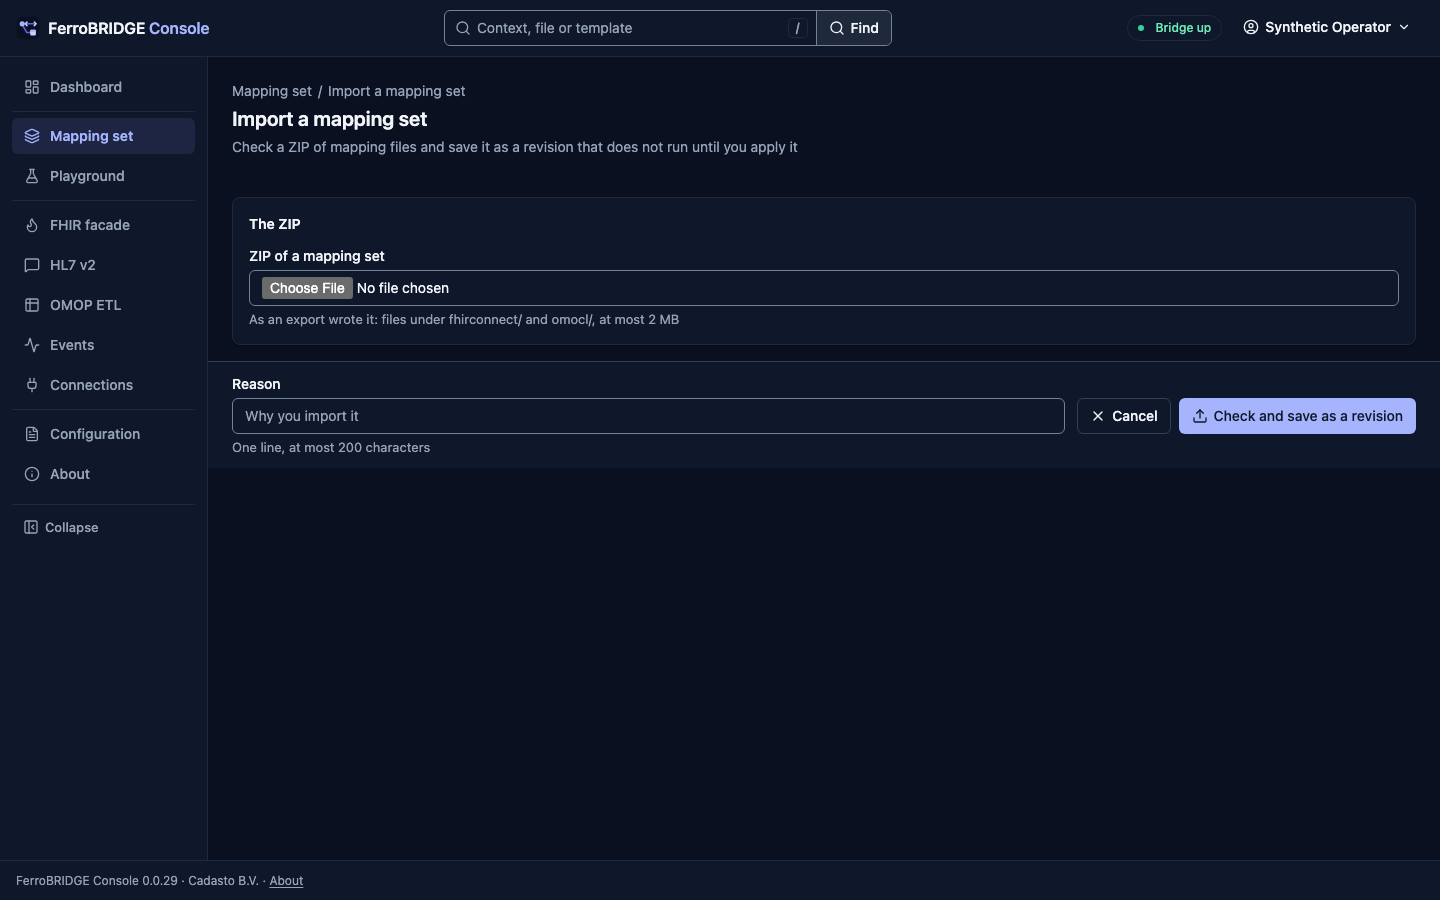 FerroBRIDGE Console
Context, file or template
/
Find
Bridge up
Synthetic Operator
Dashboard
Mapping set
Playground
FHIR facade
HL7 v2
OMOP ETL
Events
Connections
Configuration
About
Collapse
Mapping set / Import a mapping set
Import a mapping set
Check a ZIP of mapping files and save it as a revision that does not run until you apply it
The ZIP
ZIP of a mapping set
Choose File No file chosen
As an export wrote it: files under fhirconnect/ and omocl/, at most 2 MB
Reason
Why you import it
Cancel
Check and save as a revision
One line, at most 200 characters
FerroBRIDGE Console 0.0.29 · Cadasto B.V. · About